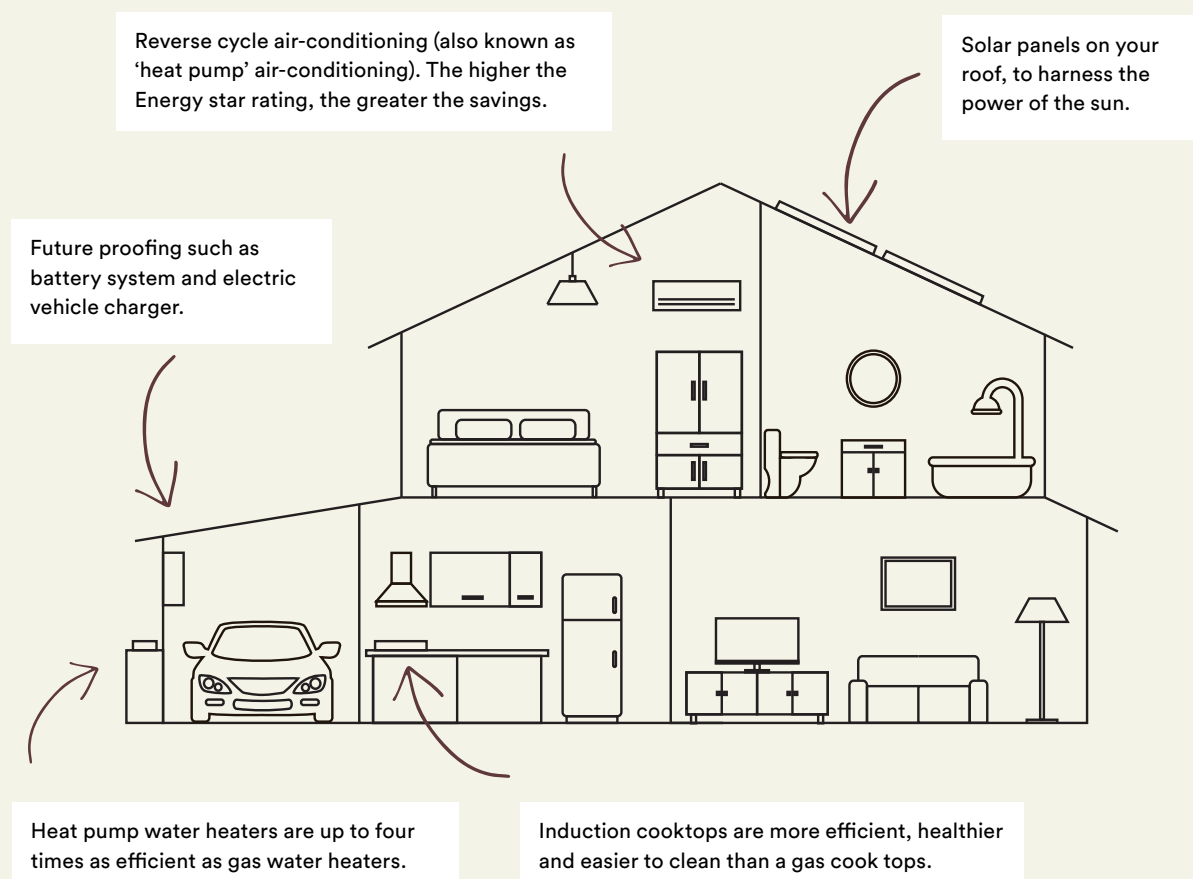 Reverse cycle air-conditioning (also known as
‘heat pump’ air-conditioning). The higher the
Energy star rating, the greater the savings.
Solar panels on your
roof, to harness the
power of the sun.
Future proofing such as
battery system and electric
vehicle charger.
Heat pump water heaters are up to four
times as efficient as gas water heaters.
Induction cooktops are more efficient, healthier
and easier to clean than a gas cook tops.